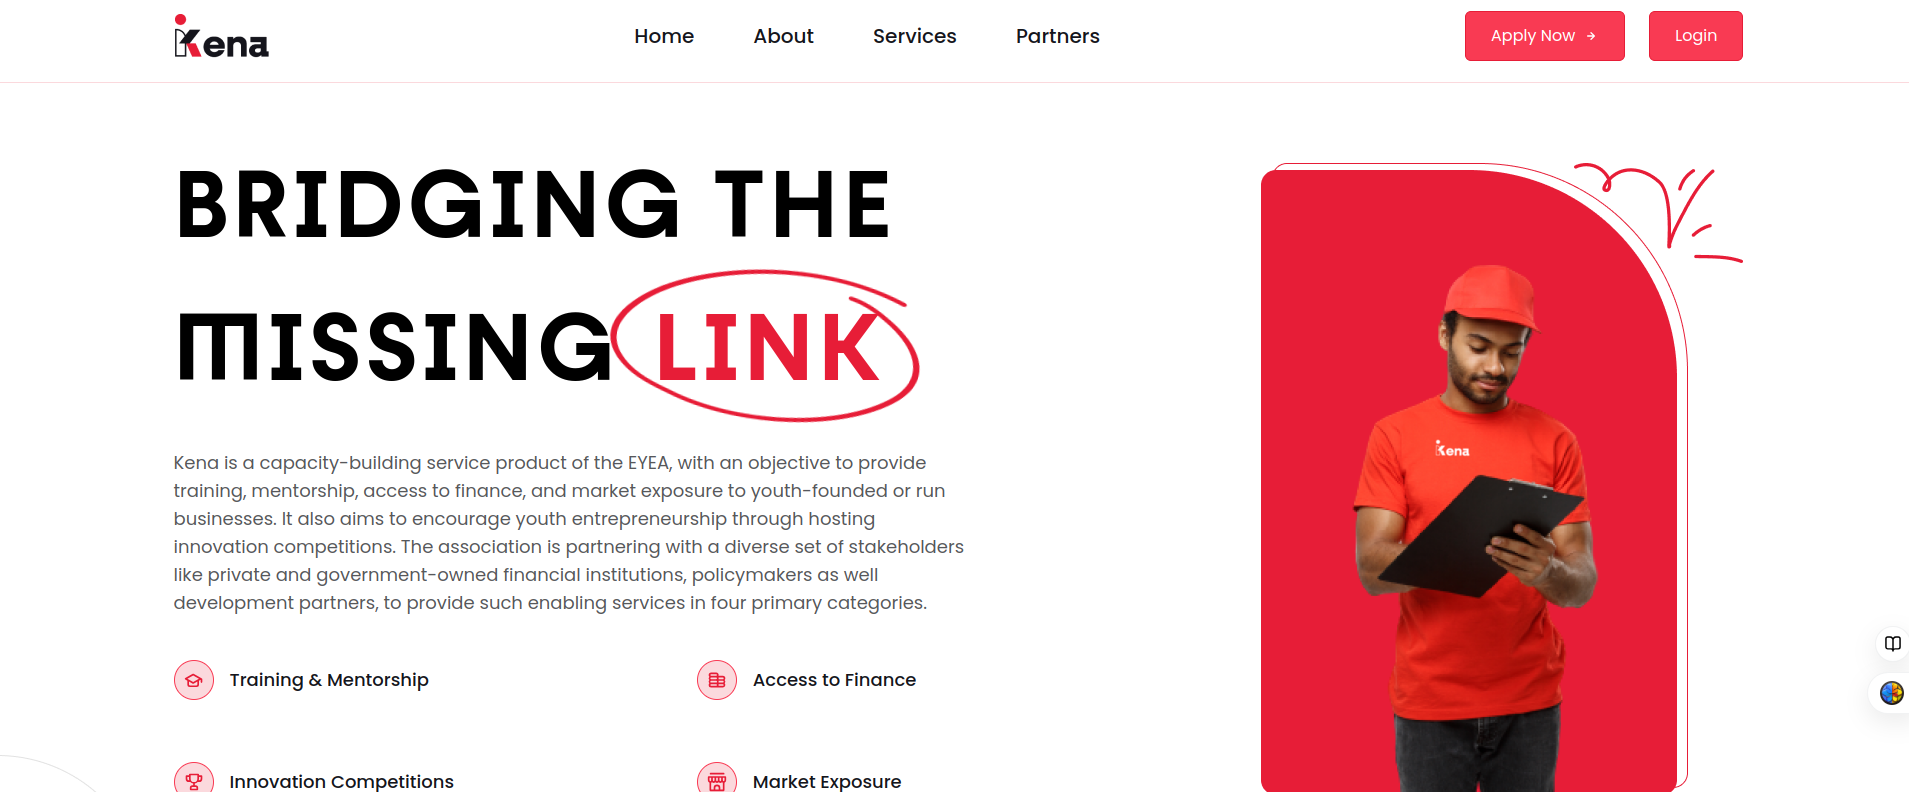 Kena
Home
About
Services
Partners
Apply Now
Login
BRIDGING THE
MISSING LINK
Kena is a capacity-building service product of the EYEA, with an objective to provide
training, mentorship, access to finance, and market exposure to youth-founded or run
businesses. It also aims to encourage youth entrepreneurship through hosting
innovation competitions. The association is partnering with a diverse set of stakeholders
like private and government-owned financial institutions, policymakers as well
development partners, to provide such enabling services in four primary categories.
Training & Mentorship
Access to Finance
Innovation Competitions
Market Exposure
Kena